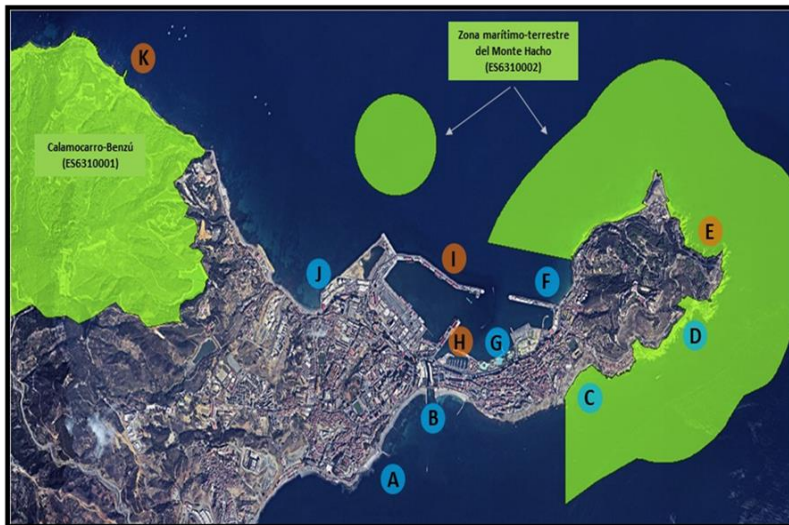 Zona marítimo-terrestre
del Monte Hacho
(ES6310002)
K
Calamocarro-Benzú
(ES6310001)
E
I
J
F
D
H
G
C
B
A